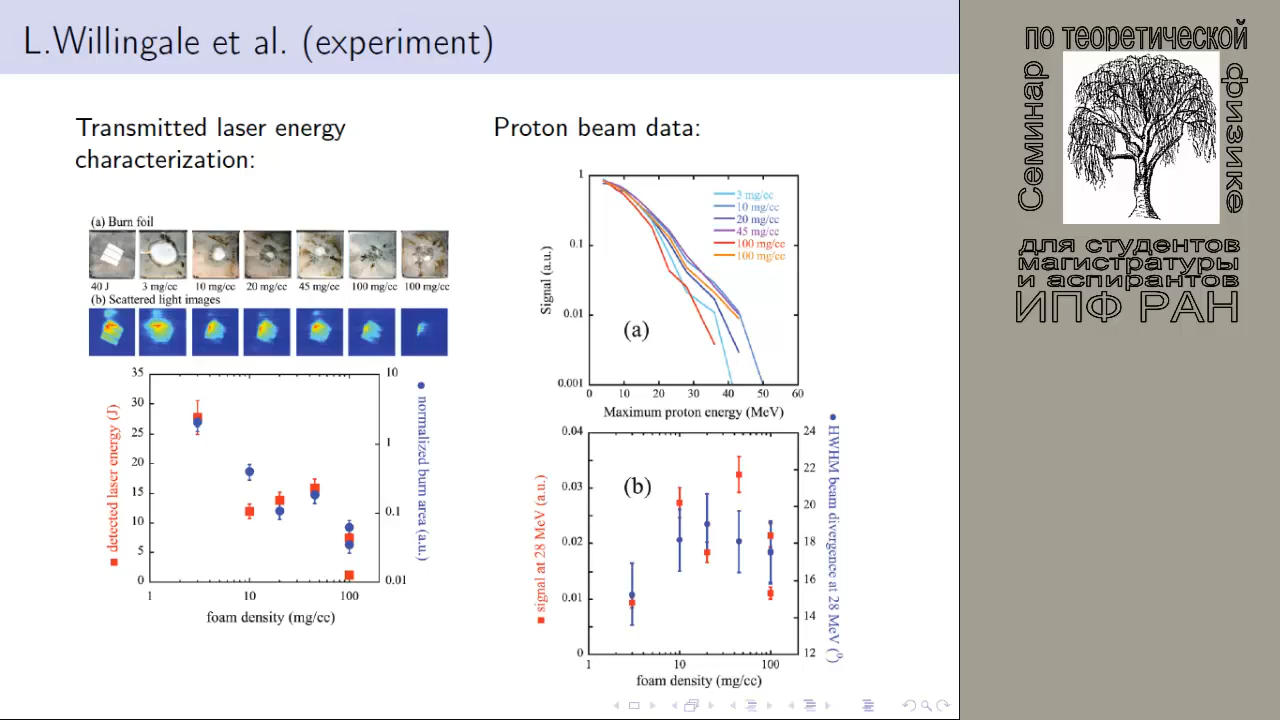 L.Willingale et al. (experiment)
Transmitted laser energy
characterization:
(a) Burn foil
40 J 3 mg/cc 10 mg/cc 20 mg/cc 45 mg/cc 100 mg/cc 100 mg/cc
(b) Scattered light images
35
30
25
20
15
10
5
0
10
1
0.1
0.01
1 10 100
detected laser energy (J)
normalized burn area (a.u.)
foam density (mg/cc)
Proton beam data:
1
0.1
0.01
0.001
Signal (a.u.)
3 mg/cc
10 mg/cc
20 mg/cc
45 mg/cc
100 mg/cc
100 mg/cc
(a)
0 10 20 30 40 50 60
Maximum proton energy (MeV)
0.04
0.03
0.02
0.01
0
24
22
20
18
16
14
12
(b)
signal at 28 MeV (a.u.)
HWHM beam divergence at 28 MeV (°)
1 10 100
foam density (mg/cc)
Семинар
по теоретической
физике
для студентов
магистратуры
и аспирантов
ИПФ РАН